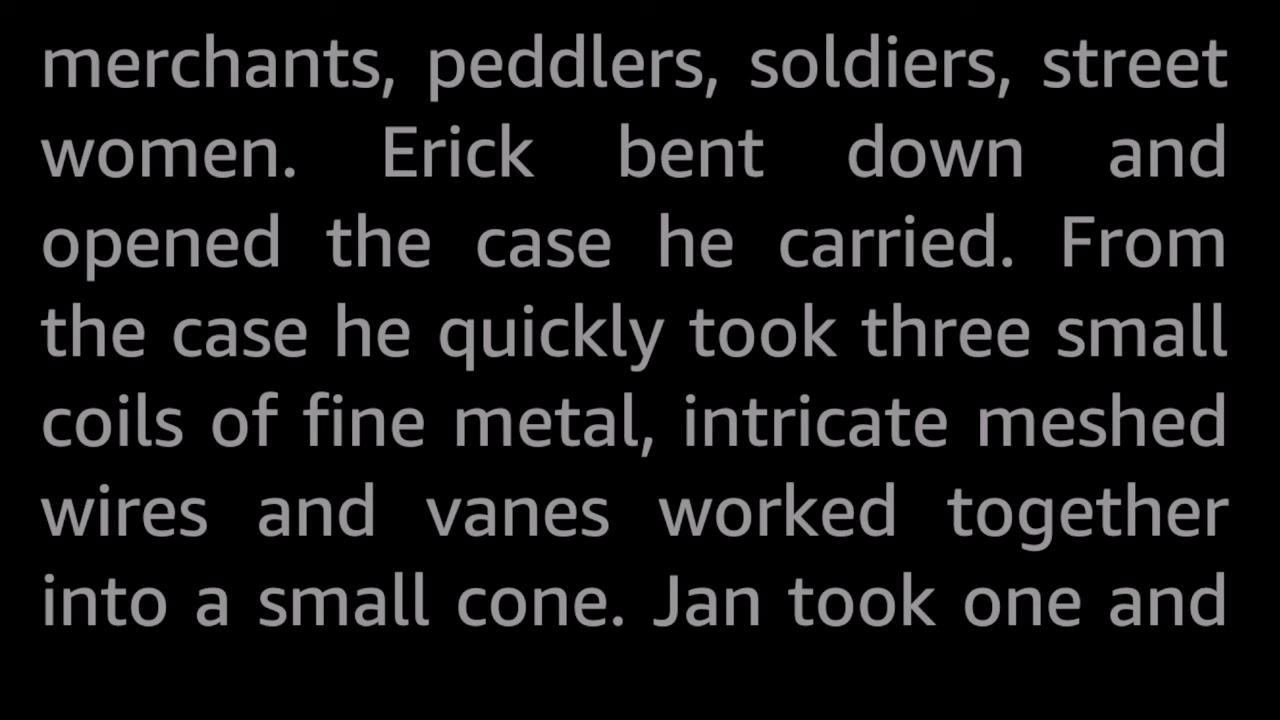 merchants, peddlers, soldiers, street
women. Erick bent down and
opened the case he carried. From
the case he quickly took three small
coils of fine metal, intricate meshed
wires and vanes worked together
into a small cone. Jan took one and